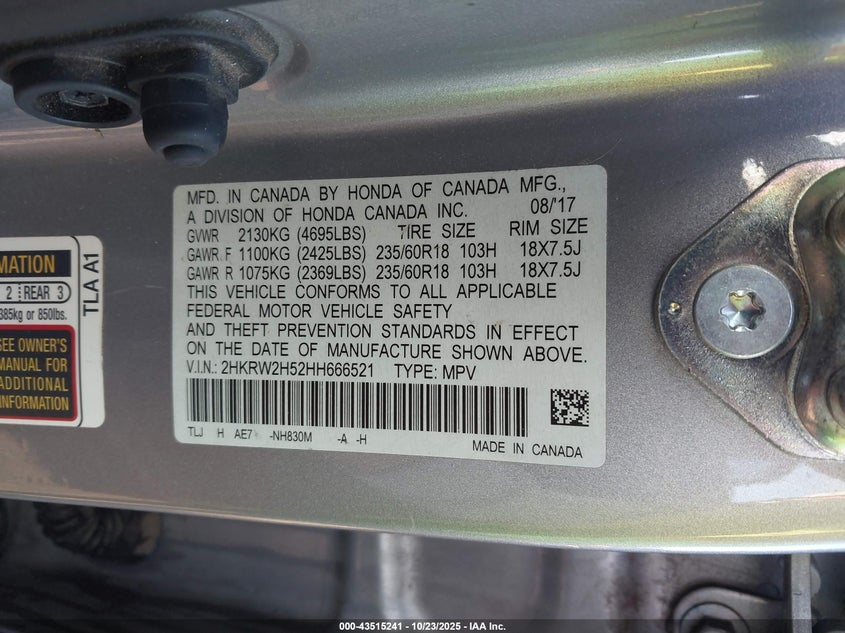 MFD. IN CANADA BY HONDA OF CANADA MFG.,
A DIVISION OF HONDA CANADA INC. 08/'17
GVWR 2130KG (4695LBS) TIRE SIZE RIM SIZE
GAWR F 1100KG (2425LBS) 235/60R18 103H 18X7.5J
GAWR R 1075KG (2369LBS) 235/60R18 103H 18X7.5J
THIS VEHICLE CONFORMS TO ALL APPLICABLE
FEDERAL MOTOR VEHICLE SAFETY
AND THEFT PREVENTION STANDARDS IN EFFECT
ON THE DATE OF MANUFACTURE SHOWN ABOVE.
V.I.N.: 2HKRW2H52HH666521 TYPE: MPV
TLJ H AE7 -NH830M -A -H
MADE IN CANADA
MATION
2 REAR 3
385kg or 850lbs.
SEE OWNER'S
MANUAL FOR
ADDITIONAL
INFORMATION
TLA A1
000-43515241 - 10/23/2025 - IAA Inc.